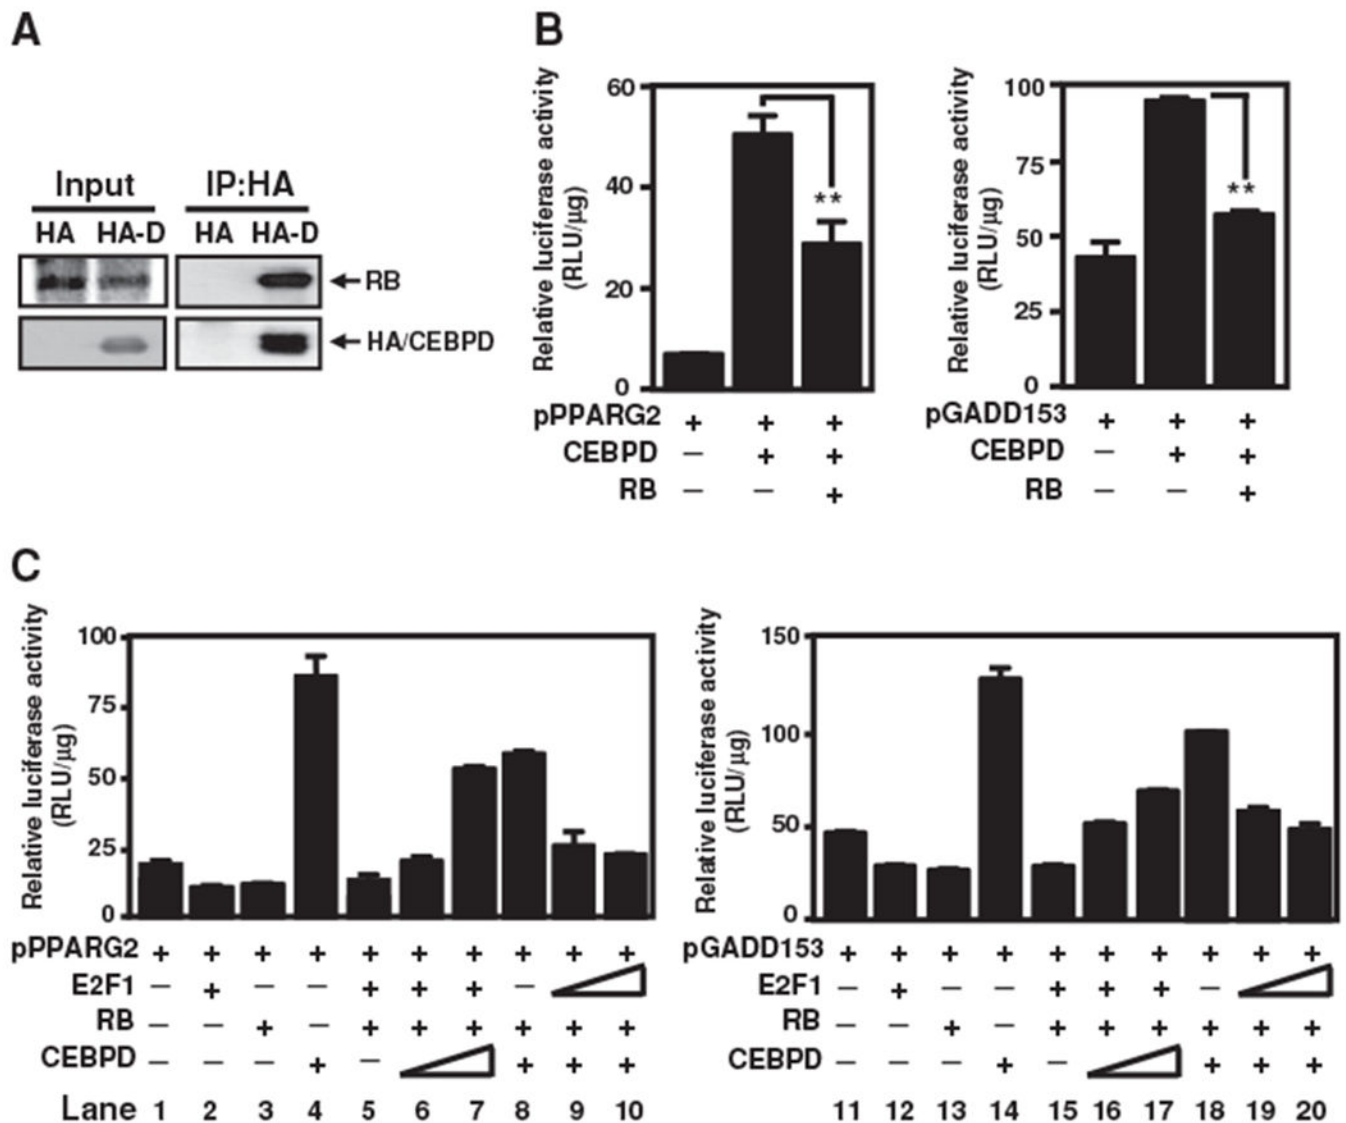 A
Input IP:HA
HA HA-D HA HA-D
RB
HA/CEBPD
B
Relative luciferase activity
(RLU/µg)
60
40
20
0
pPPARG2 + + +
CEBPD − + +
RB − − +
**
Relative luciferase activity
(RLU/µg)
100
75
50
25
0
pGADD153 + + +
CEBPD − + +
RB − − +
**
C
Relative luciferase activity
(RLU/µg)
100
75
50
25
0
pPPARG2 + + + + + + + + + +
E2F1 − + − − + + + −
RB − − + − + + + + + +
CEBPD − − − + − + + +
Lane 1 2 3 4 5 6 7 8 9 10
Relative luciferase activity
(RLU/µg)
150
100
50
0
pGADD153 + + + + + + + + + +
E2F1 − + − − + + + −
RB − − + − + + + + + +
CEBPD − − − + − + + +
11 12 13 14 15 16 17 18 19 20